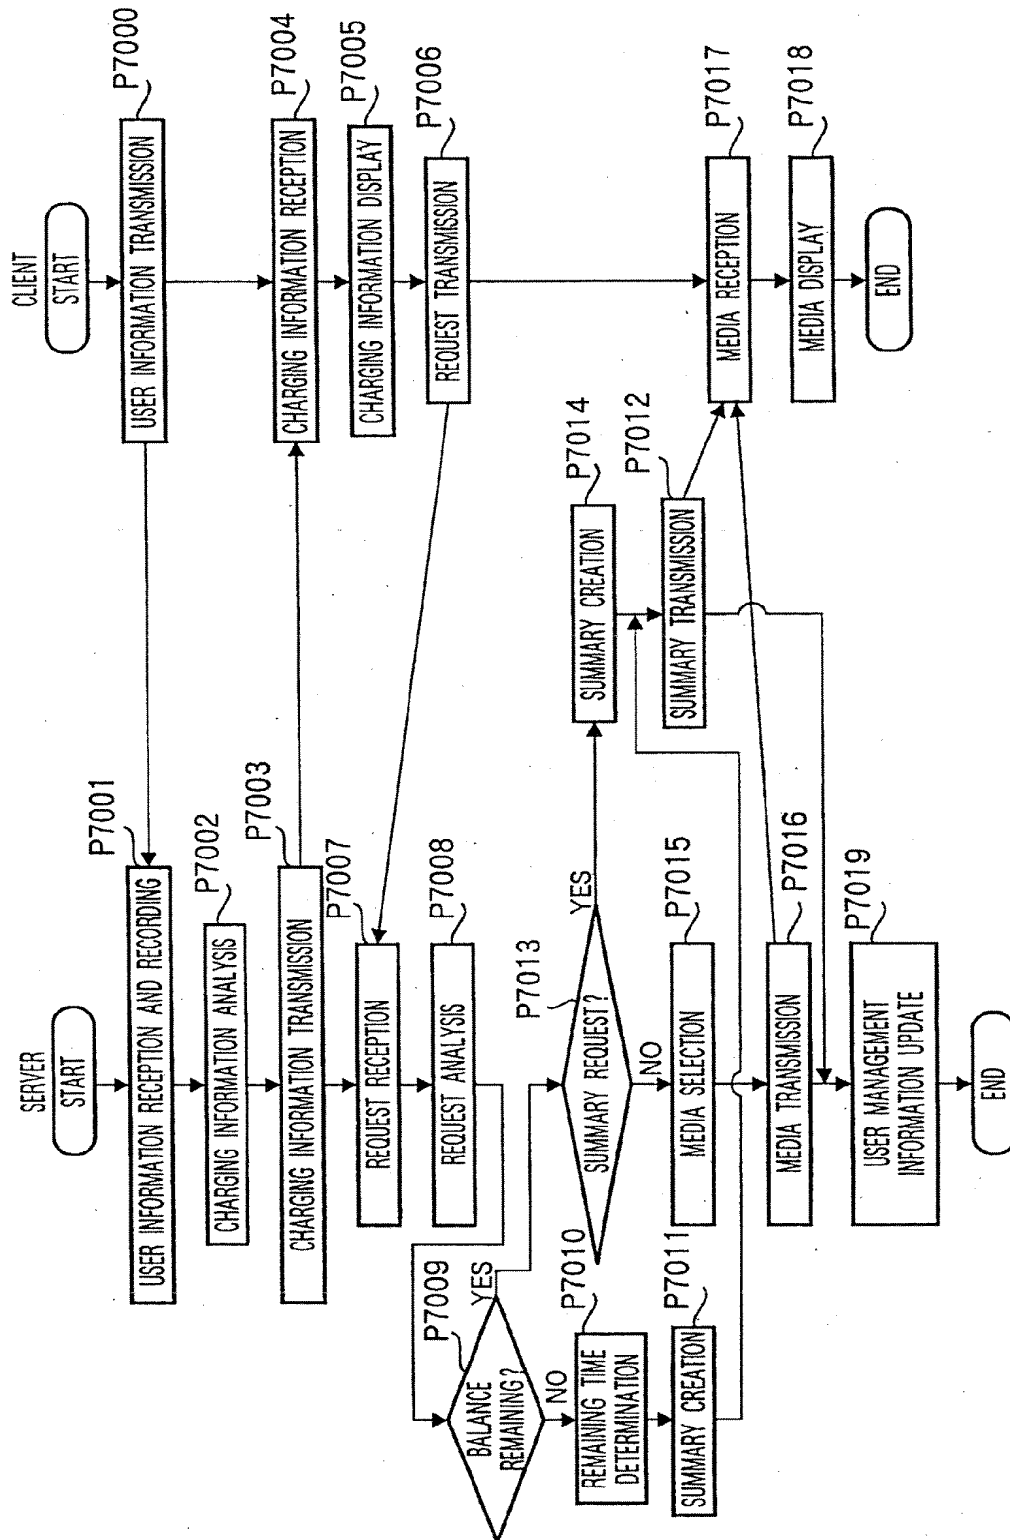 SERVER
START
USER INFORMATION RECEPTION AND RECORDING
P7001
CHARGING INFORMATION ANALYSIS
P7002
CHARGING INFORMATION TRANSMISSION
P7003
REQUEST RECEPTION
P7007
REQUEST ANALYSIS
P7008
BALANCE
REMAINING?
P7009
YES
NO
REMAINING TIME
DETERMINATION
P7010
SUMMARY CREATION
P7011
SUMMARY REQUEST?
P7013
YES
NO
SUMMARY CREATION
P7014
SUMMARY TRANSMISSION
P7012
MEDIA SELECTION
P7015
MEDIA TRANSMISSION
P7016
USER MANAGEMENT
INFORMATION UPDATE
P7019
END
CLIENT
START
USER INFORMATION TRANSMISSION
P7000
CHARGING INFORMATION RECEPTION
P7004
CHARGING INFORMATION DISPLAY
P7005
REQUEST TRANSMISSION
P7006
MEDIA RECEPTION
P7017
MEDIA DISPLAY
P7018
END